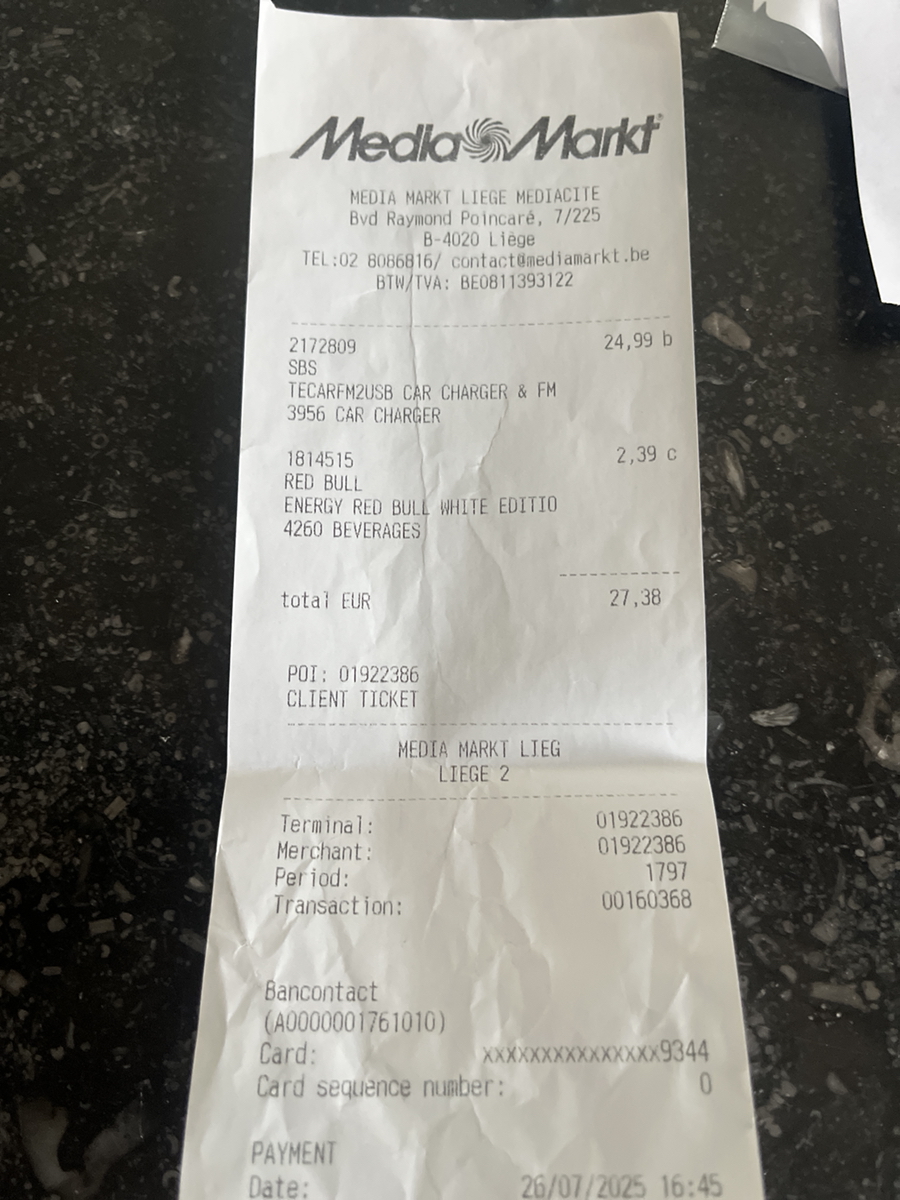 Media Markt
MEDIA MARKT LIEGE MEDIACITE
Bvd Raymond Poincaré, 7/225
B-4020 Liège
TEL:02 8086816/ contact@mediamarkt.be
BTW/TVA: BE0811393122
2172809 24,99 b
SBS
TECARFM2USB CAR CHARGER & FM
3956 CAR CHARGER
1814515 2,39 c
RED BULL
ENERGY RED BULL WHITE EDITIO
4260 BEVERAGES
total EUR 27,38
POI: 01922386
CLIENT TICKET
MEDIA MARKT LIEG
LIEGE 2
Terminal: 01922386
Merchant: 01922386
Period: 1797
Transaction: 00160368
Bancontact
(A0000001761010)
Card: xxxxxxxxxxxxxxx9344
Card sequence number: 0
PAYMENT
Date: 26/07/2025 16:45